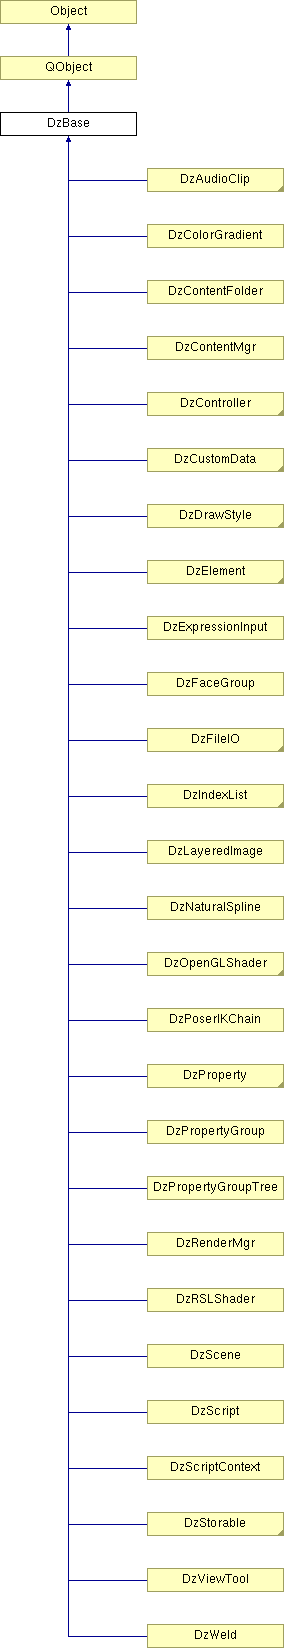 Object
QObject
DzBase
DzAudioClip
DzColorGradient
DzContentFolder
DzContentMgr
DzController
DzCustomData
DzDrawStyle
DzElement
DzExpressionInput
DzFaceGroup
DzFileIO
DzIndexList
DzLayeredImage
DzNaturalSpline
DzOpenGLShader
DzPoserIKChain
DzProperty
DzPropertyGroup
DzPropertyGroupTree
DzRenderMgr
DzRSLShader
DzScene
DzScript
DzScriptContext
DzStorable
DzViewTool
DzWeld